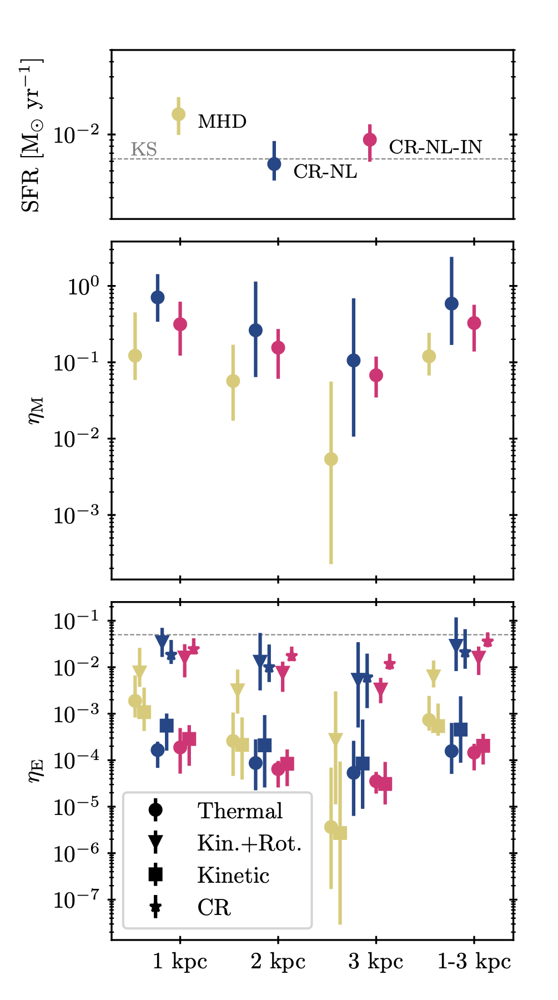 SFR [M⊙ yr⁻¹]
10⁻²
MHD
KS
CR-NL
CR-NL-IN
η_M
10⁰
10⁻¹
10⁻²
10⁻³
η_E
10⁻¹
10⁻²
10⁻³
10⁻⁴
10⁻⁵
10⁻⁶
10⁻⁷
Thermal
Kin.+Rot.
Kinetic
CR
1 kpc
2 kpc
3 kpc
1-3 kpc